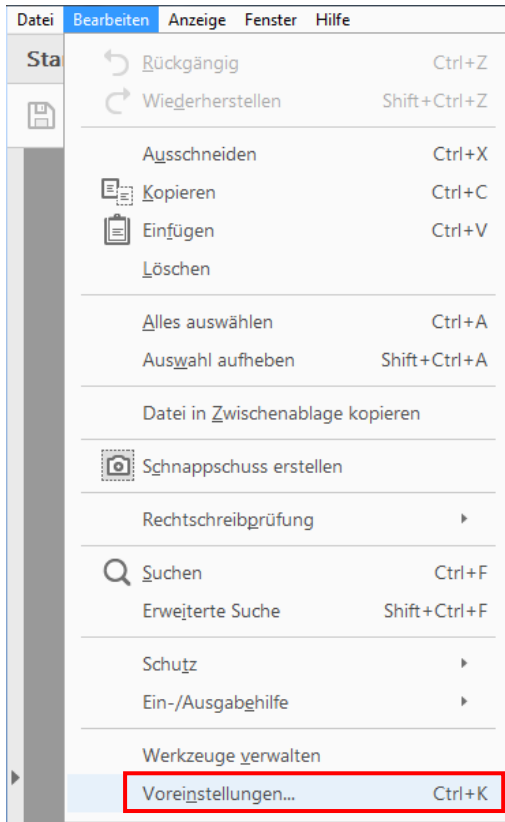 Datei Bearbeiten Anzeige Fenster Hilfe
Sta
Rückgängig Ctrl+Z
Wiederherstellen Shift+Ctrl+Z
Ausschneiden Ctrl+X
Kopieren Ctrl+C
Einfügen Ctrl+V
Löschen
Alles auswählen Ctrl+A
Auswahl aufheben Shift+Ctrl+A
Datei in Zwischenablage kopieren
Schnappschuss erstellen
Rechtschreibprüfung
Suchen Ctrl+F
Erweiterte Suche Shift+Ctrl+F
Schutz
Ein-/Ausgabehilfe
Werkzeuge verwalten
Voreinstellungen... Ctrl+K